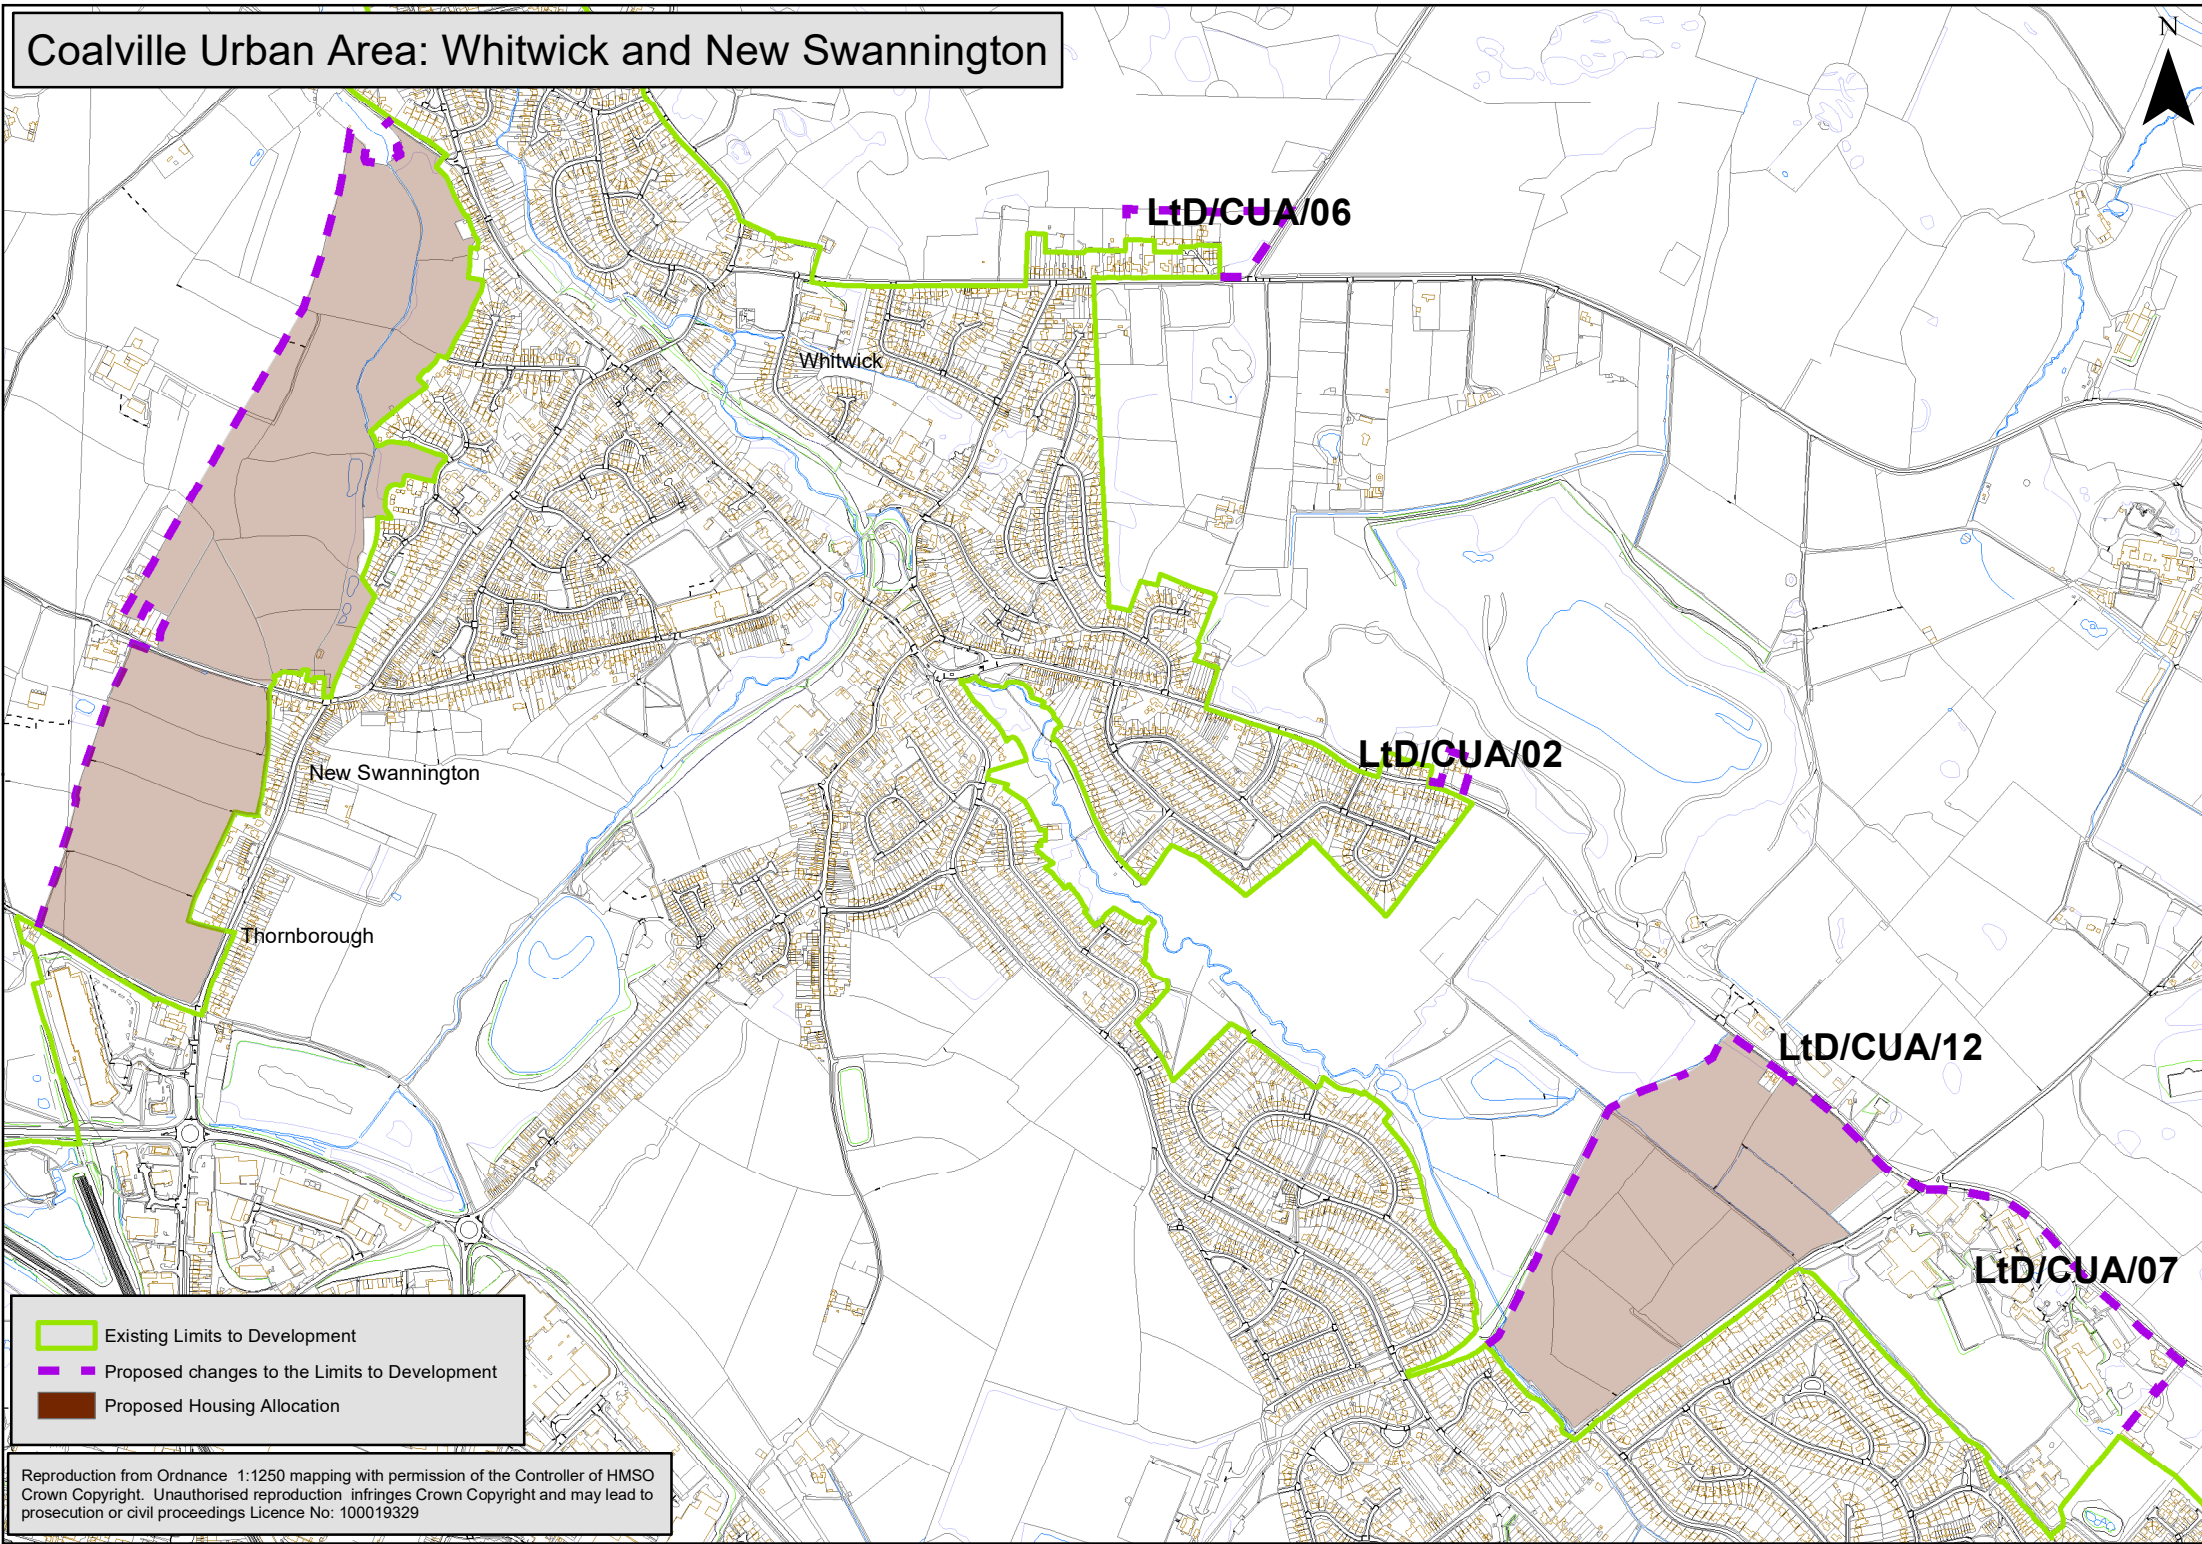 Coalville Urban Area: Whitwick and New Swannington
N
LtD/CUA/06
Whitwick
LtD/CUA/02
New Swannington
Thornborough
LtD/CUA/12
LtD/CUA/07
Existing Limits to Development
Proposed changes to the Limits to Development
Proposed Housing Allocation
Reproduction from Ordnance 1:1250 mapping with permission of the Controller of HMSO
Crown Copyright. Unauthorised reproduction infringes Crown Copyright and may lead to
prosecution or civil proceedings Licence No: 100019329